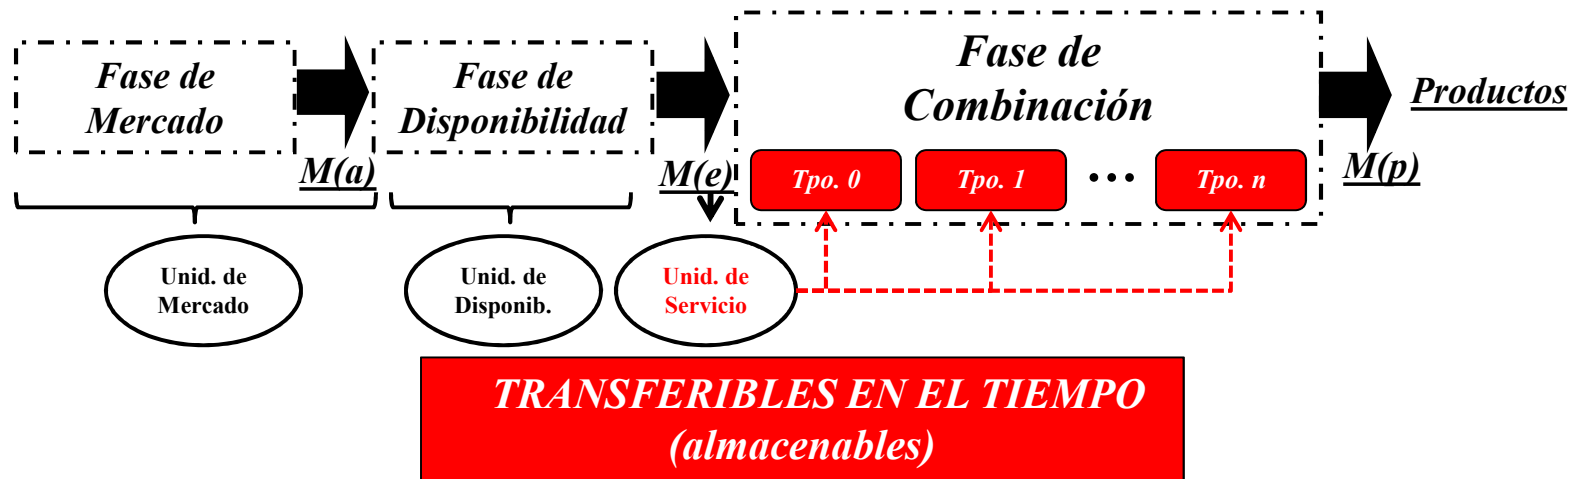 Fase de
Mercado
M(a)
Fase de
Disponibilidad
M(e)
Fase de
Combinación
Tpo. 0
Tpo. 1
•••
Tpo. n
M(p)
Productos
Unid. de
Mercado
Unid. de
Disponib.
Unid. de
Servicio
TRANSFERIBLES EN EL TIEMPO
(almacenables)